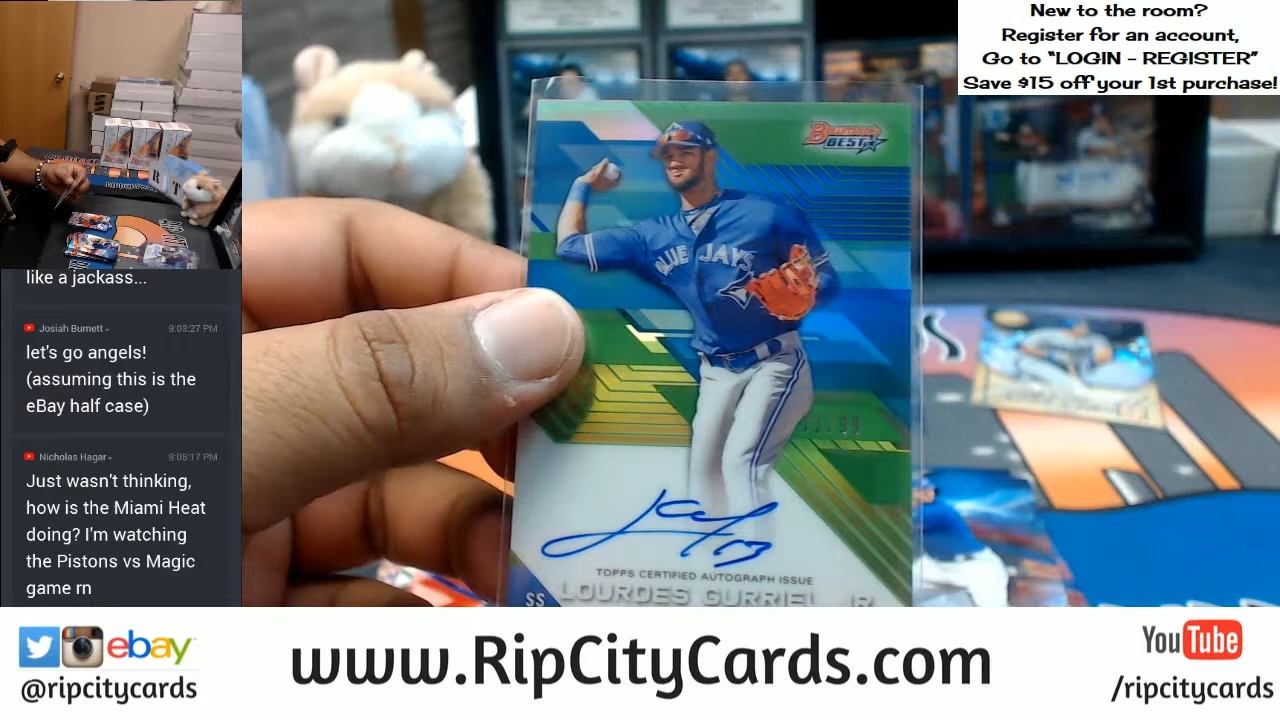 New to the room?
Register for an account,
Go to “LOGIN - REGISTER”
Save $15 off your 1st purchase!
like a jackass...
Josiah Burnett
9:03:27 PM
let's go angels!
(assuming this is the
eBay half case)
Nicholas Hagar
9:05:17 PM
Just wasn't thinking,
how is the Miami Heat
doing? I'm watching
the Pistons vs Magic
game rn
Bowman's
BEST
BLUE JAYS
TOPPS CERTIFIED AUTOGRAPH ISSUE
SS
LOURDES GURRIEL JR
ebay
@ripcitycards
www.RipCityCards.com
YouTube
/ripcitycards